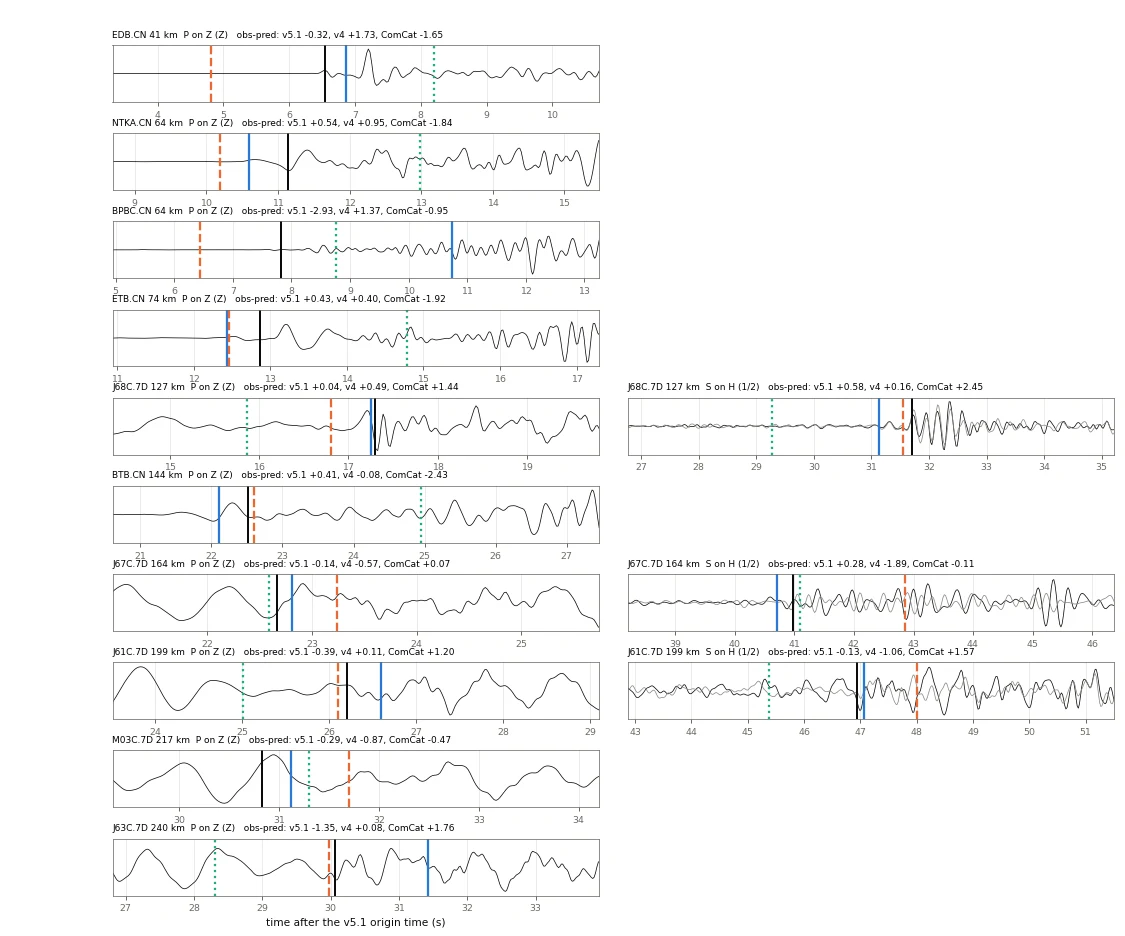 EDB.CN 41 km  P on Z (Z)   obs-pred: v5.1 -0.32, v4 +1.73, ComCat -1.65
4 5 6 7 8 9 10
NTKA.CN 64 km  P on Z (Z)   obs-pred: v5.1 +0.54, v4 +0.95, ComCat -1.84
9 10 11 12 13 14 15
BPBC.CN 64 km  P on Z (Z)   obs-pred: v5.1 -2.93, v4 +1.37, ComCat -0.95
5 6 7 8 9 10 11 12 13
ETB.CN 74 km  P on Z (Z)   obs-pred: v5.1 +0.43, v4 +0.40, ComCat -1.92
11 12 13 14 15 16 17
J68C.7D 127 km  P on Z (Z)   obs-pred: v5.1 +0.04, v4 +0.49, ComCat +1.44
15 16 17 18 19
J68C.7D 127 km  S on H (1/2)   obs-pred: v5.1 +0.58, v4 +0.16, ComCat +2.45
27 28 29 30 31 32 33 34 35
BTB.CN 144 km  P on Z (Z)   obs-pred: v5.1 +0.41, v4 -0.08, ComCat -2.43
21 22 23 24 25 26 27
J67C.7D 164 km  P on Z (Z)   obs-pred: v5.1 -0.14, v4 -0.57, ComCat +0.07
22 23 24 25
J67C.7D 164 km  S on H (1/2)   obs-pred: v5.1 +0.28, v4 -1.89, ComCat -0.11
39 40 41 42 43 44 45 46
J61C.7D 199 km  P on Z (Z)   obs-pred: v5.1 -0.39, v4 +0.11, ComCat +1.20
24 25 26 27 28 29
J61C.7D 199 km  S on H (1/2)   obs-pred: v5.1 -0.13, v4 -1.06, ComCat +1.57
43 44 45 46 47 48 49 50 51
M03C.7D 217 km  P on Z (Z)   obs-pred: v5.1 -0.29, v4 -0.87, ComCat -0.47
30 31 32 33 34
J63C.7D 240 km  P on Z (Z)   obs-pred: v5.1 -1.35, v4 +0.08, ComCat +1.76
27 28 29 30 31 32 33
time after the v5.1 origin time (s)